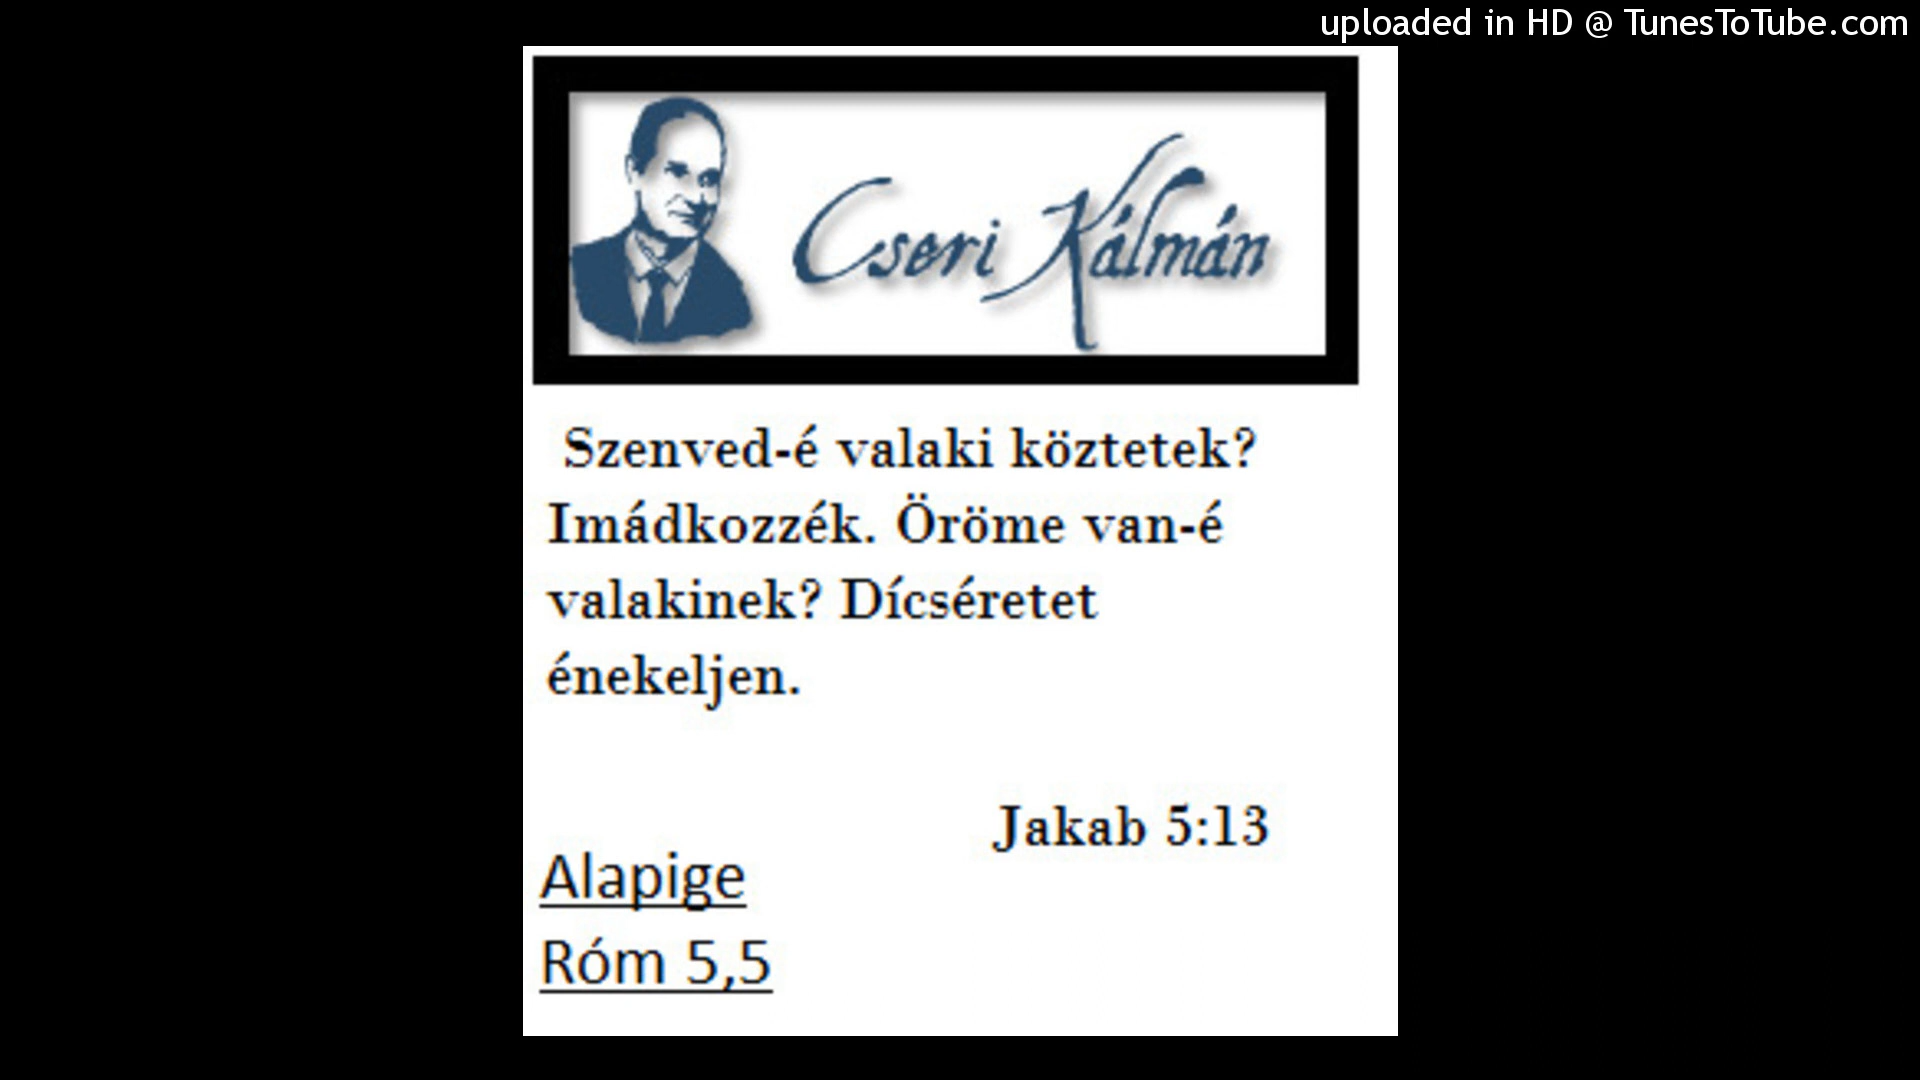 uploaded in HD @ TunesToTube.com
Cseri Kálmán
Szenved-é valaki köztetek?
Imádkozzék. Öröme van-é
valakinek? Dícséretet
énekeljen.
Jakab 5:13
Alapige
Róm 5,5